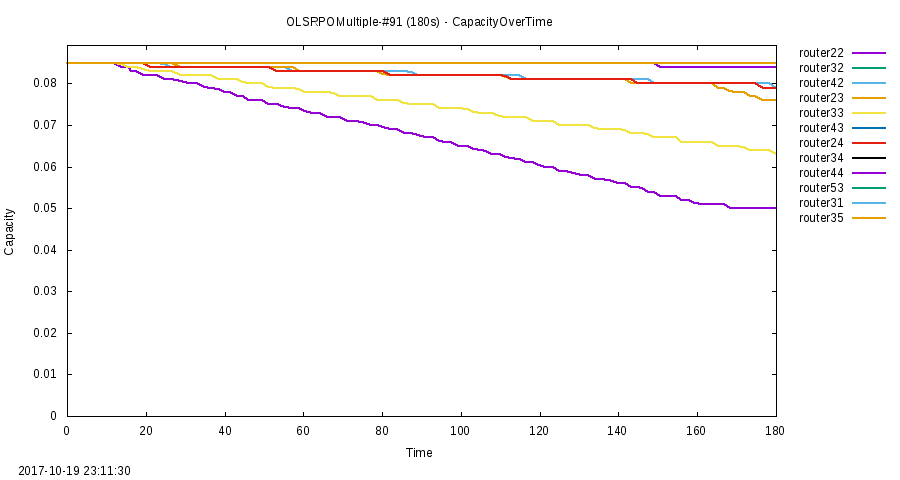 OLSRPOMultiple-#91 (180s) - CapacityOverTime
router22
router32
router42
router23
router33
router43
router24
router34
router44
router53
router31
router35
0.08
0.07
0.06
0.05
0.04
0.03
0.02
0.01
0
Capacity
0 20 40 60 80 100 120 140 160 180
Time
2017-10-19 23:11:30